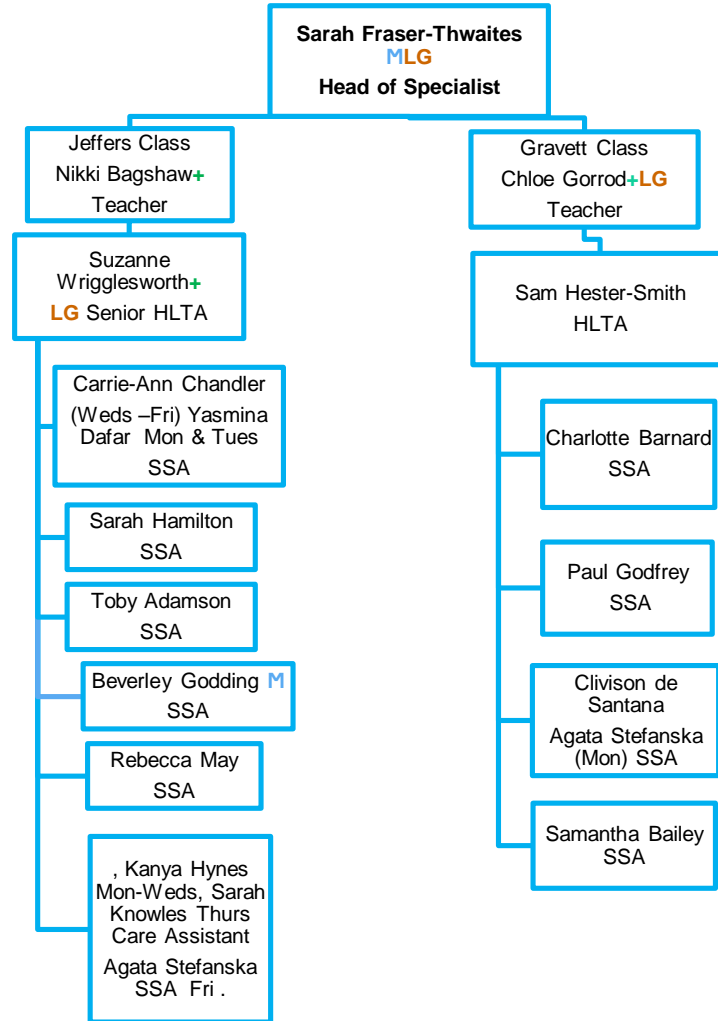 Sarah Fraser-Thwaites
MLG
Head of Specialist
Jeffers Class
Nikki Bagshaw+
Teacher
Suzanne
Wrigglesworth+
LG Senior HLTA
Carrie-Ann Chandler
(Weds –Fri) Yasmina
Dafar Mon & Tues
SSA
Sarah Hamilton
SSA
Toby Adamson
SSA
Beverley Godding M
SSA
Rebecca May
SSA
, Kanya Hynes
Mon-Weds, Sarah
Knowles Thurs
Care Assistant
Agata Stefanska
SSA Fri .
Gravett Class
Chloe Gorrod+LG
Teacher
Sam Hester-Smith
HLTA
Charlotte Barnard
SSA
Paul Godfrey
SSA
Clivison de
Santana
Agata Stefanska
(Mon) SSA
Samantha Bailey
SSA